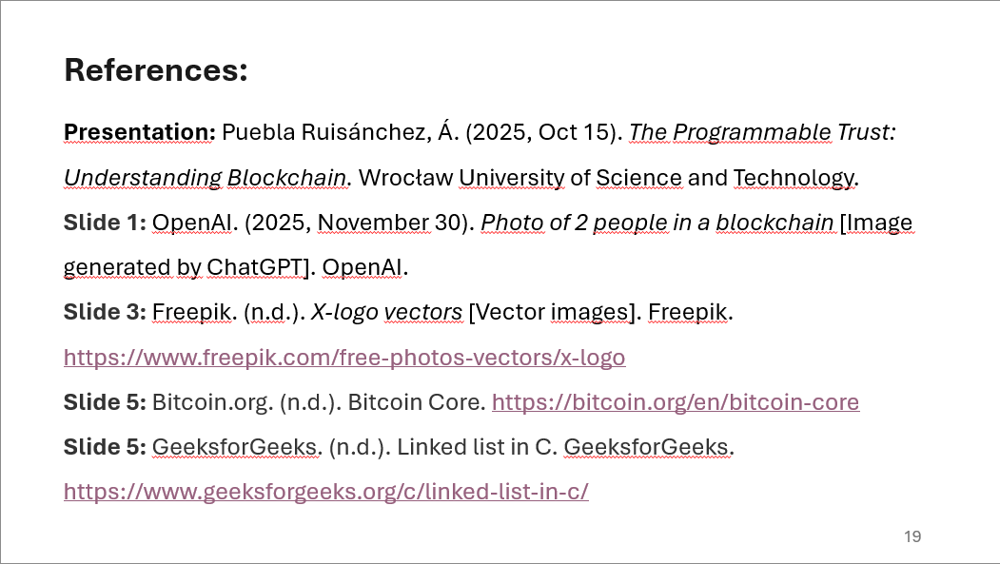 References:
Presentation: Puebla Ruisánchez, Á. (2025, Oct 15). The Programmable Trust:
Understanding Blockchain. Wrocław University of Science and Technology.
Slide 1: OpenAI. (2025, November 30). Photo of 2 people in a blockchain [Image
generated by ChatGPT]. OpenAI.
Slide 3: Freepik. (n.d.). X-logo vectors [Vector images]. Freepik.
https://www.freepik.com/free-photos-vectors/x-logo
Slide 5: Bitcoin.org. (n.d.). Bitcoin Core. https://bitcoin.org/en/bitcoin-core
Slide 5: GeeksforGeeks. (n.d.). Linked list in C. GeeksforGeeks.
https://www.geeksforgeeks.org/c/linked-list-in-c/
19